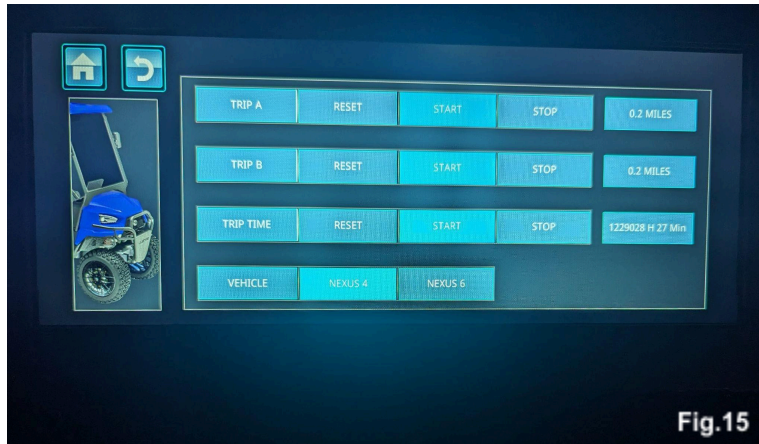 TRIP A RESET START STOP 0.2 MILES
TRIP B RESET START STOP 0.2 MILES
TRIP TIME RESET START STOP 1229028 H 27 Min
VEHICLE NEXUS 4 NEXUS 6
Fig.15